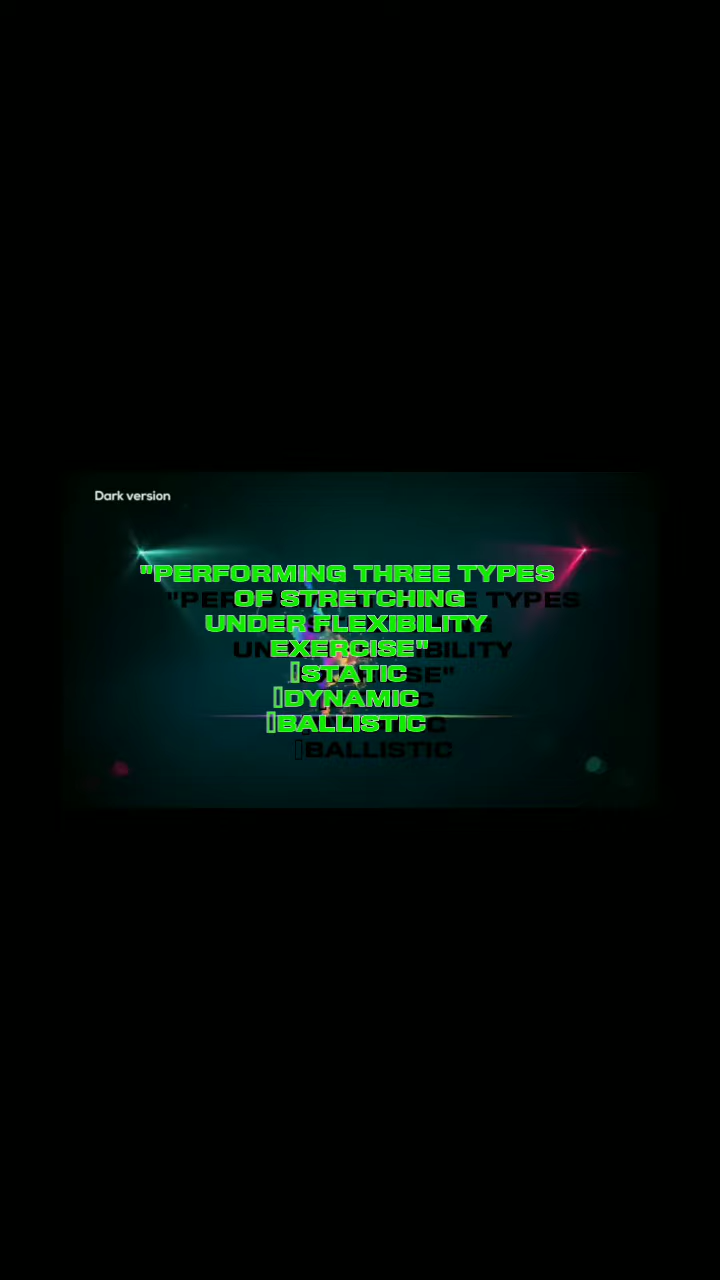 Dark version
"PERFORMING THREE TYPES
OF STRETCHING
UNDER FLEXIBILITY
EXERCISE"
▯STATIC
▯DYNAMIC
▯BALLISTIC